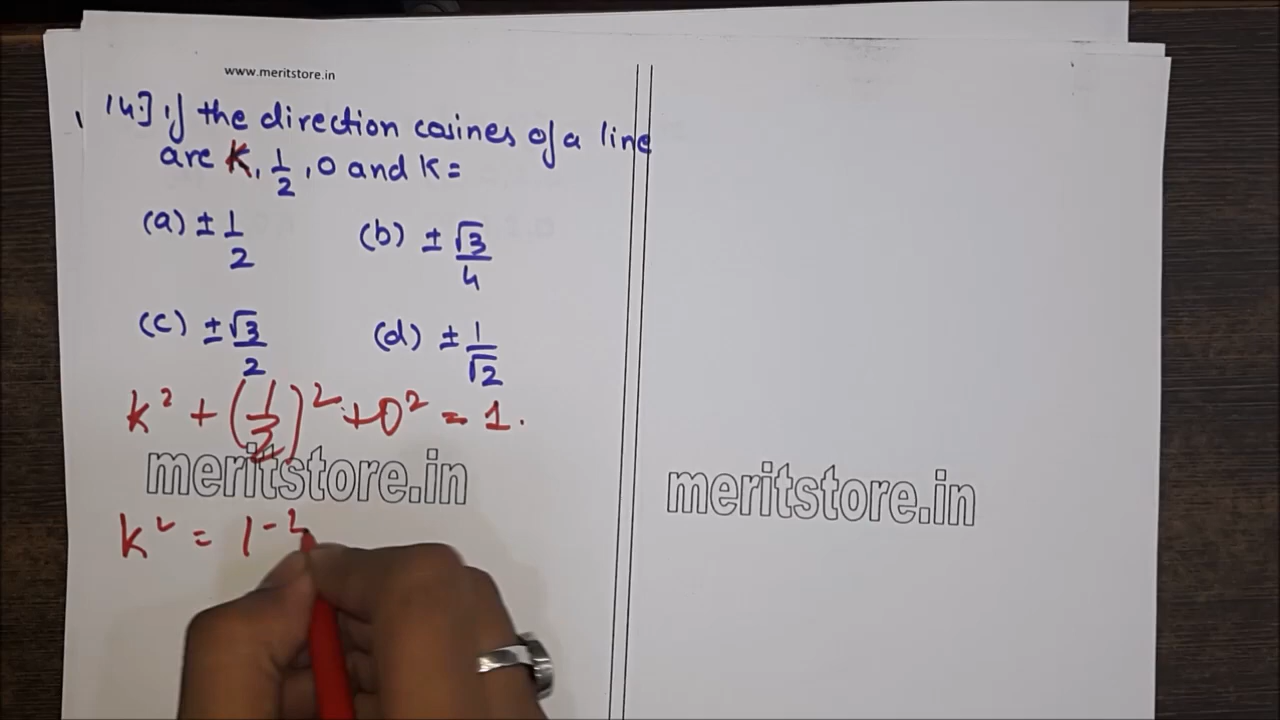 www.meritstore.in
14.] if the direction cosines of a line
are K, 1/2, 0 and k =
(a) ± 1/2 (b) ± √3/4
(c) ± √3/2 (d) ± 1/√2
k² + (1/2)² + 0² = 1.
meritstore.in meritstore.in
k² = 1 -